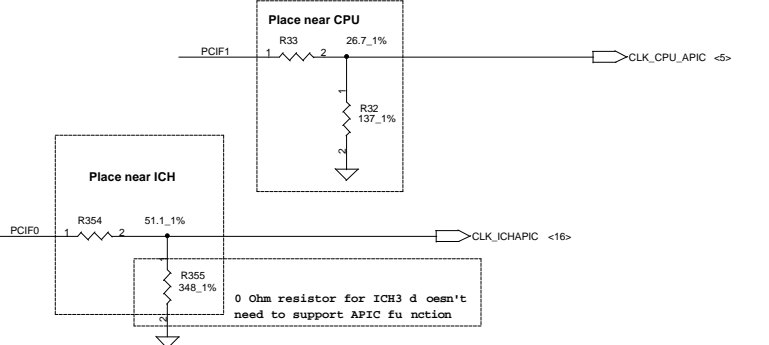 Place near CPU
R33 26.7_1%
PCIF1 1 2 CLK_CPU_APIC <5>
1
R32
137_1%
2
Place near ICH
R354 51.1_1%
PCIF0 1 2 CLK_ICHAPIC <16>
1
R355
348_1%
0 Ohm resistor for ICH3 d oesn't
2 need to support APIC fu nction